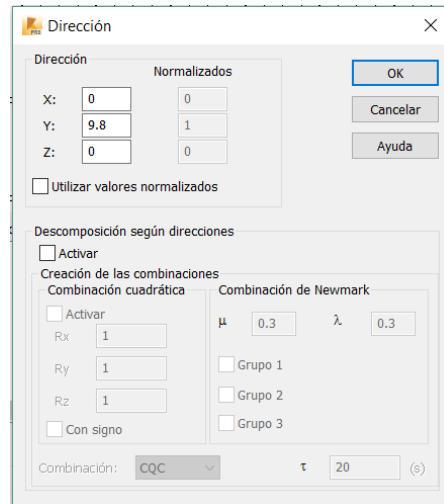 PRO Dirección
Dirección
Normalizados
OK
X: 0 0
Cancelar
Y: 9.8 1
Z: 0 0
Ayuda
Utilizar valores normalizados
Descomposición según direcciones
Activar
Creación de las combinaciones
Combinación cuadrática
Combinación de Newmark
Activar
μ 0.3 λ 0.3
Rx 1
Grupo 1
Ry 1
Grupo 2
Rz 1
Grupo 3
Con signo
Combinación: CQC τ 20 (s)